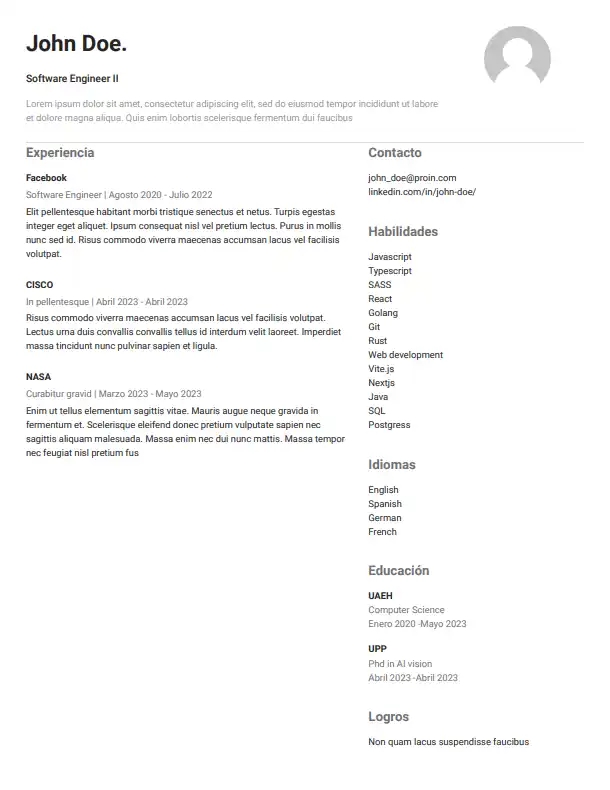 John Doe.
Software Engineer II
Lorem ipsum dolor sit amet, consectetur adipiscing elit, sed do eiusmod tempor incididunt ut labore
et dolore magna aliqua. Quis enim lobortis scelerisque fermentum dui faucibus
Experiencia
Facebook
Software Engineer | Agosto 2020 - Julio 2022
Elit pellentesque habitant morbi tristique senectus et netus. Turpis egestas
integer eget aliquet. Ipsum consequat nisl vel pretium lectus. Purus in mollis
nunc sed id. Risus commodo viverra maecenas accumsan lacus vel facilisis
volutpat.
CISCO
In pellentesque | Abril 2023 - Abril 2023
Risus commodo viverra maecenas accumsan lacus vel facilisis volutpat.
Lectus urna duis convallis convallis tellus id interdum velit laoreet. Imperdiet
massa tincidunt nunc pulvinar sapien et ligula.
NASA
Curabitur gravid | Marzo 2023 - Mayo 2023
Enim ut tellus elementum sagittis vitae. Mauris augue neque gravida in
fermentum et. Scelerisque eleifend donec pretium vulputate sapien nec
sagittis aliquam malesuada. Massa enim nec dui nunc mattis. Massa tempor
nec feugiat nisl pretium fus
Contacto
john_doe@proin.com
linkedin.com/in/john-doe/
Habilidades
Javascript
Typescript
SASS
React
Golang
Git
Rust
Web development
Vite.js
Nextjs
Java
SQL
Postgress
Idiomas
English
Spanish
German
French
Educación
UAEH
Computer Science
Enero 2020 -Mayo 2023
UPP
Phd in AI vision
Abril 2023 -Abril 2023
Logros
Non quam lacus suspendisse faucibus